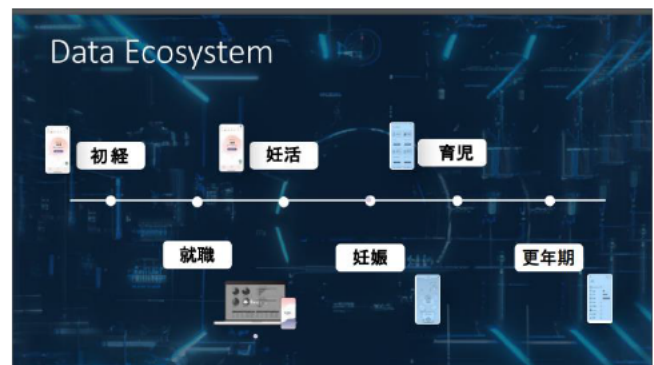 Data Ecosystem
初経
妊活
育児
就職
妊娠
更年期